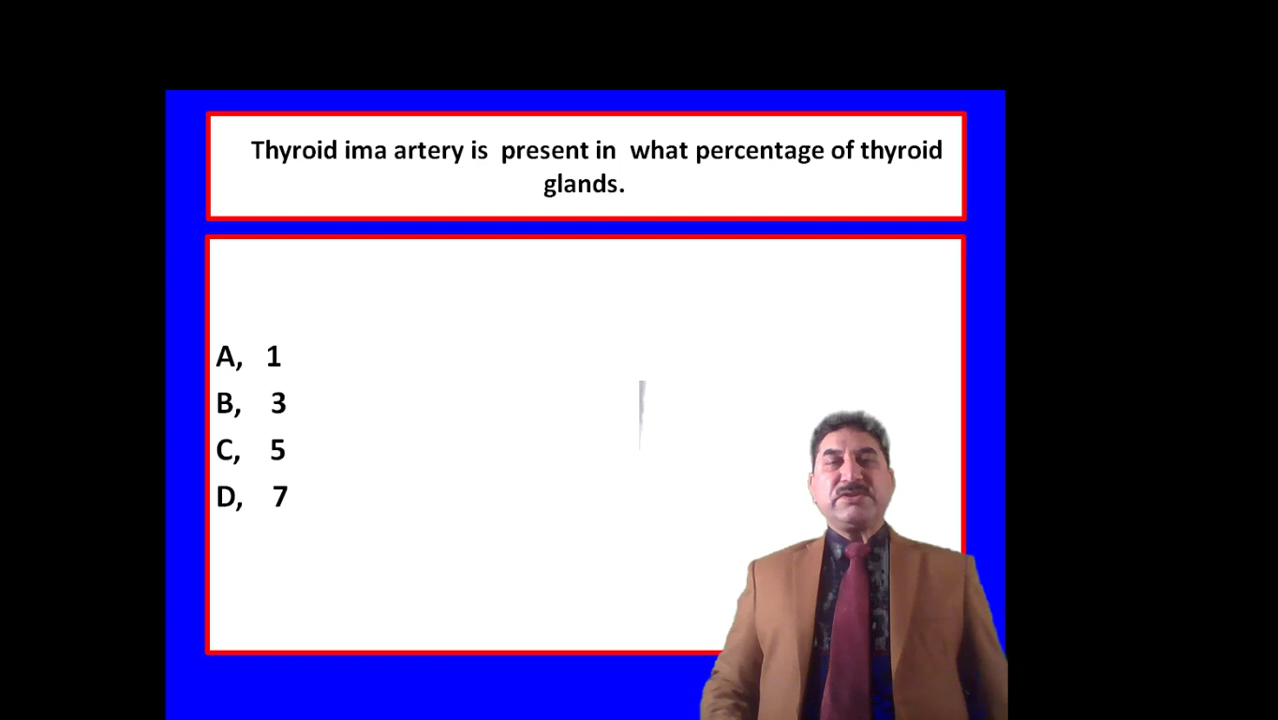 Thyroid ima artery is present in what percentage of thyroid
glands.
A, 1
B, 3
C, 5
D, 7